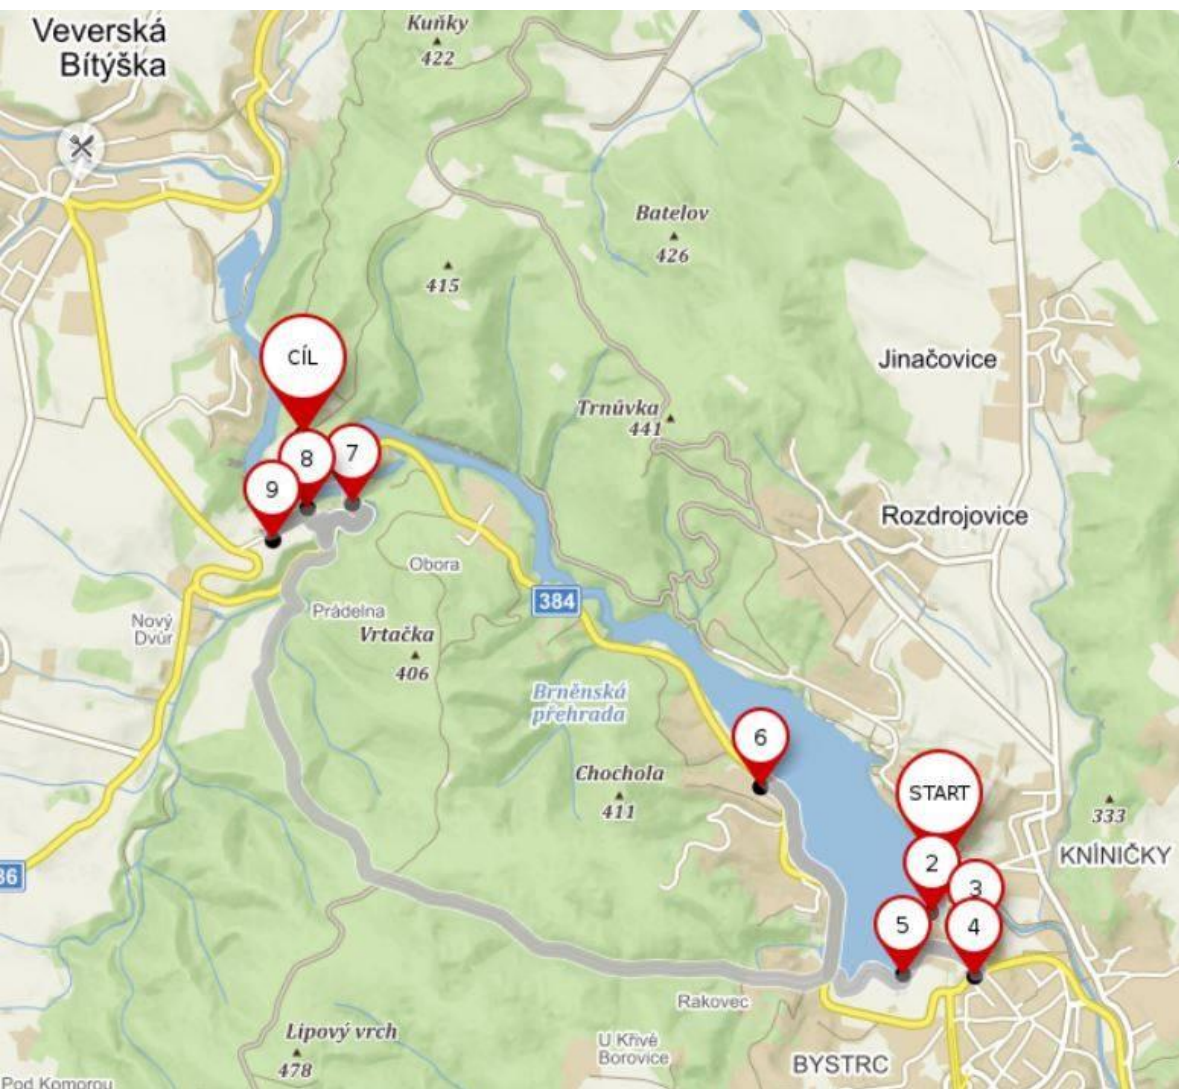 Kuňky
422
Veverská
Bítýška
Batelov
426
415
CÍL
Jinačovice
Trnůvka
441
8
7
9
Rozdrojovice
Obora
384
Prádelna
Nový
Dvůr
Vrtačka
406
Brněnská
přehrada
6
Chochola
411
START
333
KNÍNIČKY
2
3
86
5
4
Rakovec
Lipový vrch
478
U Křivé
Borovice
BYSTRC
Pod Komorou